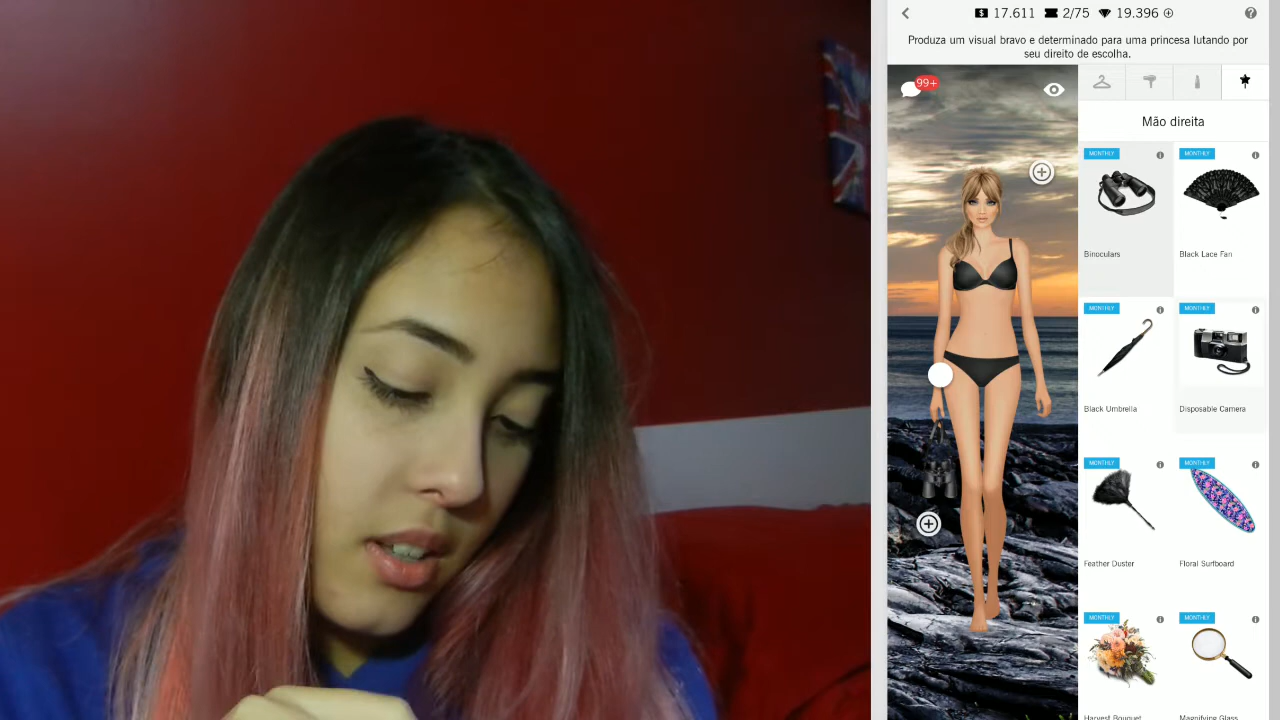 17.611 2/75 19.396
Produza um visual bravo e determinado para uma princesa lutando por
seu direito de escolha.
99+
Mão direita
MONTHLY MONTHLY
Binoculars Black Lace Fan
MONTHLY MONTHLY
Black Umbrella Disposable Camera
MONTHLY MONTHLY
Feather Duster Floral Surfboard
MONTHLY MONTHLY
Harvest Bouquet Magnifying Glass